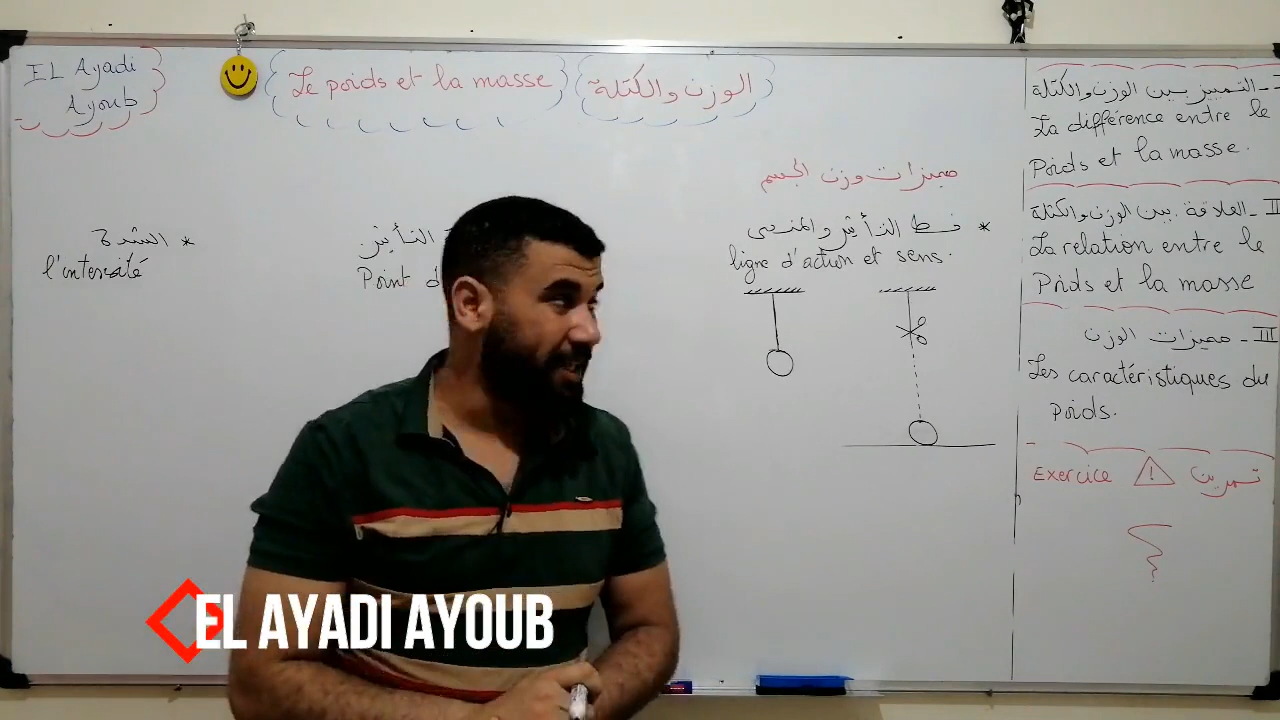 EL Ayadi
Ayoub
Le poids et la masse
الوزن والكتلة
مميزات وزن الجسم
* الشدة
l'intensité
التأثير
Point d
* خط التأثير والمنحى
ligne d'action et sens.
I - التمييز بين الوزن والكتلة
La différence entre le
Poids et la masse.
II - العلاقة بين الوزن والكتلة
La relation entre le
Poids et la masse
III - مميزات الوزن
Les caractéristiques du
poids.
Exercice ! تمرين
؟
EL AYADI AYOUB